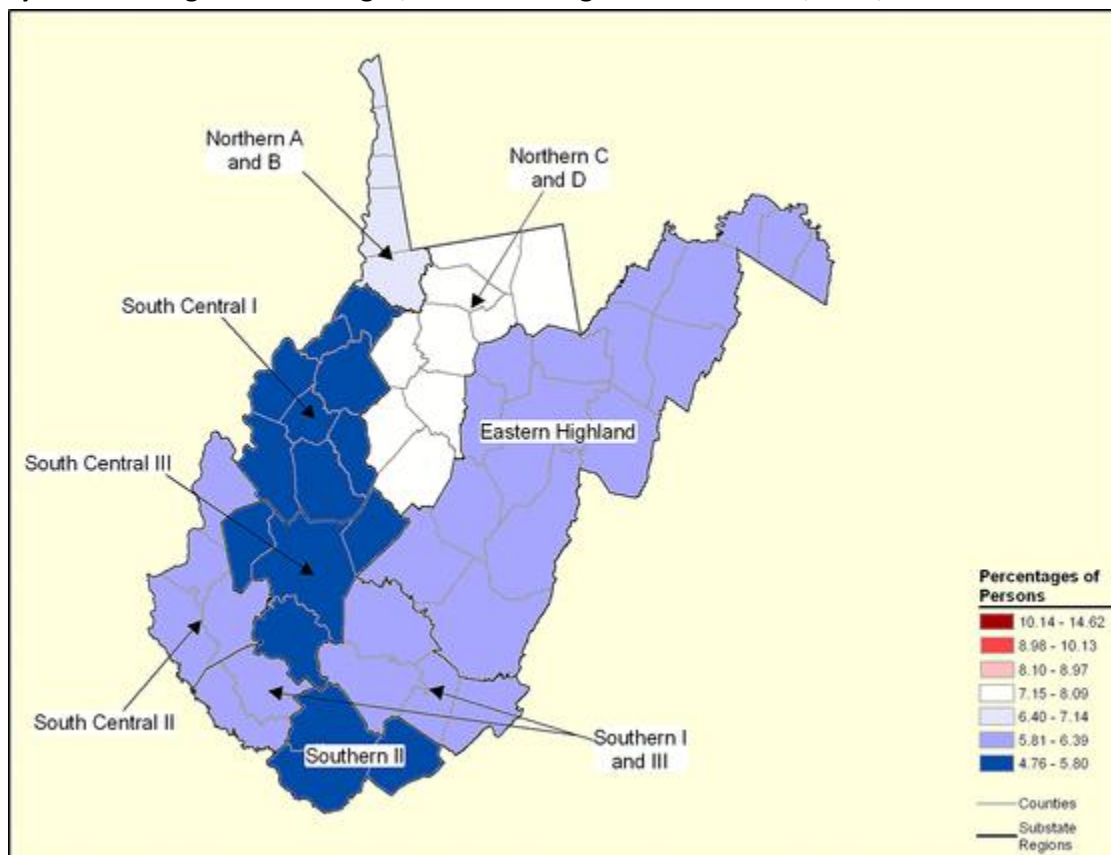 Northern A
and B
Northern C
and D
South Central I
South Central III
Eastern Highland
South Central II
Southern II
Southern I
and III
Percentages of
Persons
10.14 - 14.62
8.98 - 10.13
8.10 - 8.97
7.15 - 8.09
6.40 - 7.14
5.81 - 6.39
4.76 - 5.80
Counties
Substate
Regions